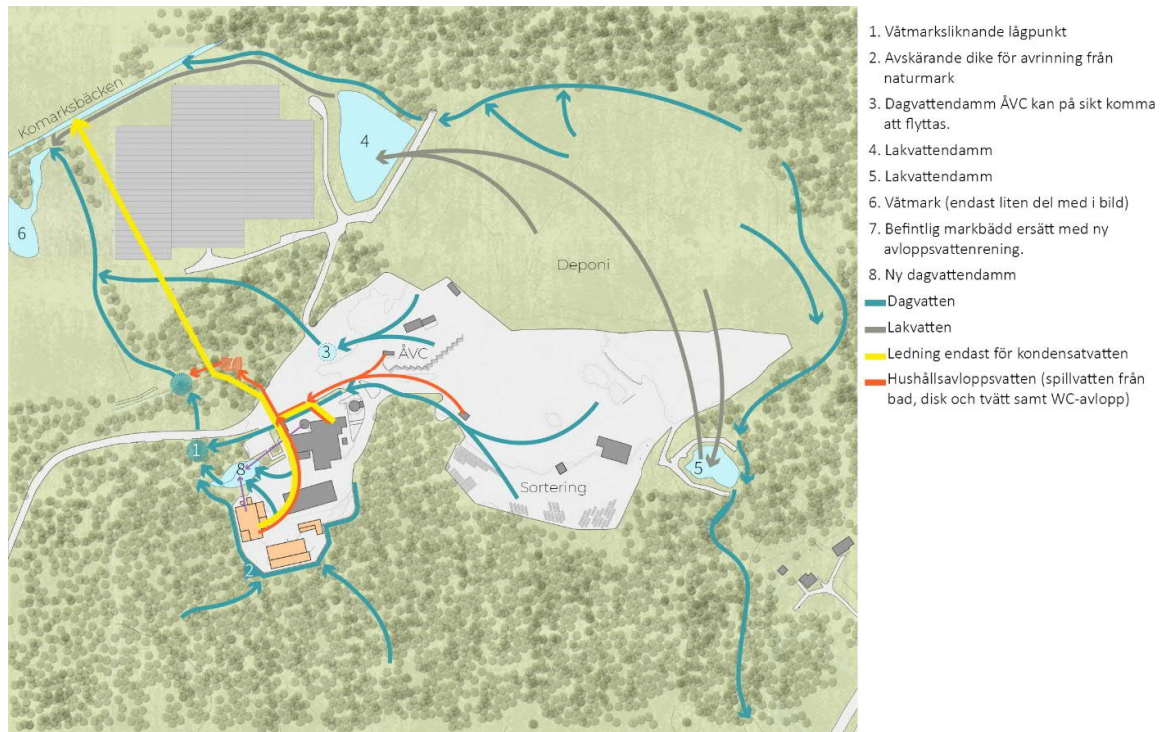 Komarksbäcken
4
6
Deponi
3
ÅVC
1
8
5
Sortering
2
1. Våtmarksliknande lågpunkt
2. Avskärande dike för avrinning från
naturmark
3. Dagvattendamm ÅVC kan på sikt komma
att flyttas.
4. Lakvattendamm
5. Lakvattendamm
6. Våtmark (endast liten del med i bild)
7. Befintlig markbädd ersätt med ny
avloppsvattenrening.
8. Ny dagvattendamm
Dagvatten
Lakvatten
Ledning endast för kondensatvatten
Hushållsavloppsvatten (spillvatten från
bad, disk och tvätt samt WC-avlopp)